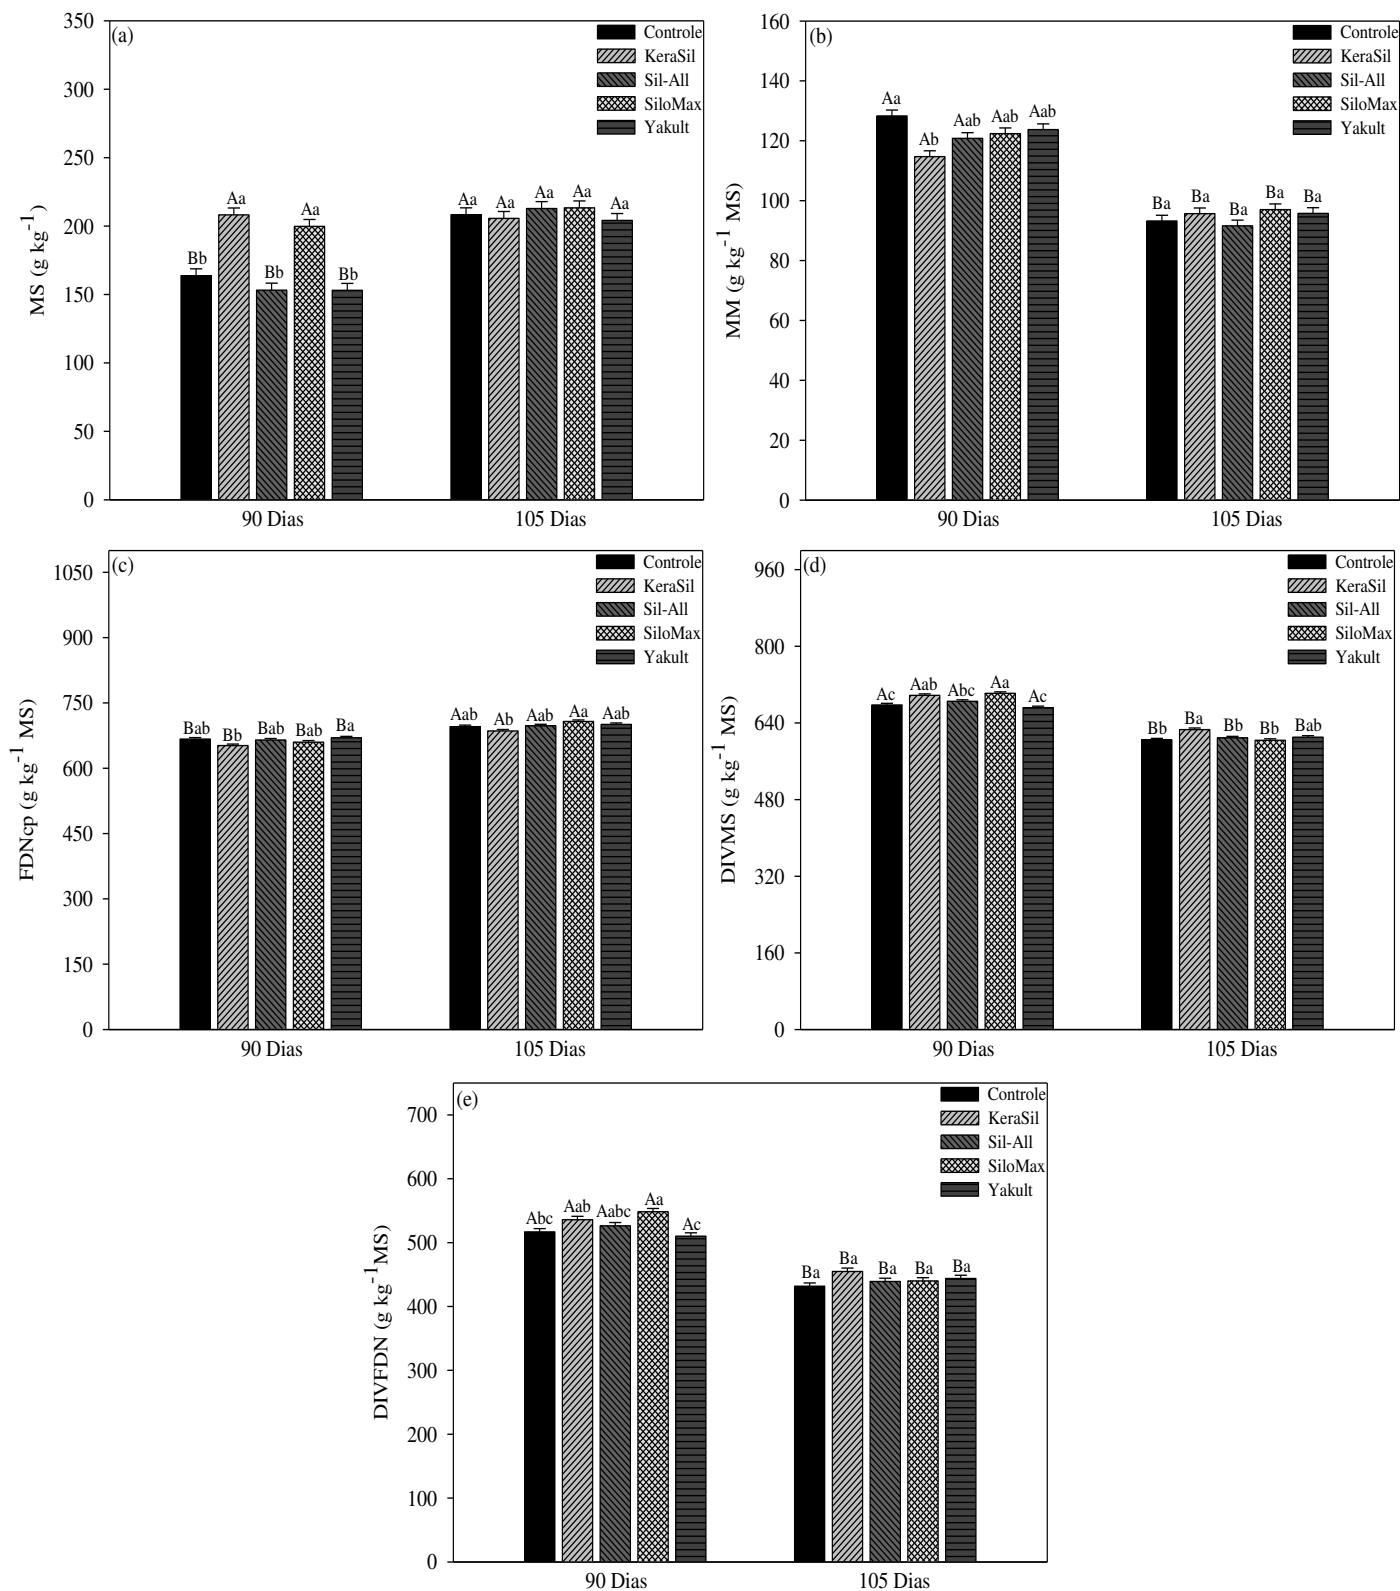 (a)
MS (g kg-1)
350
300
250
200
150
100
50
0
Controle
KeraSil
Sil-All
SiloMax
Yakult
Bb
Aa
Bb
Aa
Bb
Aa
Aa
Aa
Aa
Aa
90 Dias
105 Dias
(b)
MM (g kg-1 MS)
160
140
120
100
80
60
40
20
0
Controle
KeraSil
Sil-All
SiloMax
Yakult
Aa
Ab
Aab
Aab
Aab
Ba
Ba
Ba
Ba
Ba
90 Dias
105 Dias
(c)
FDNcp (g kg-1 MS)
1050
900
750
600
450
300
150
0
Controle
KeraSil
Sil-All
SiloMax
Yakult
Bab
Bb
Bab
Bab
Ba
Aab
Ab
Aab
Aa
Aab
90 Dias
105 Dias
(d)
DIVMS (g kg-1 MS)
960
800
640
480
320
160
0
Controle
KeraSil
Sil-All
SiloMax
Yakult
Ac
Aab
Abc
Aa
Ac
Bb
Ba
Bb
Bb
Bab
90 Dias
105 Dias
(e)
DIVFDN (g kg-1MS)
700
600
500
400
300
200
100
0
Controle
KeraSil
Sil-All
SiloMax
Yakult
Abc
Aab
Aabc
Aa
Ac
Ba
Ba
Ba
Ba
Ba
90 Dias
105 Dias